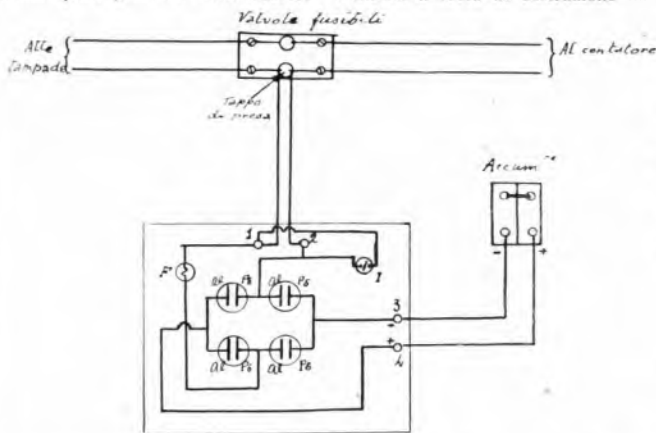 Valvole fusibili
Alle
Lampade
Al contatore
Tappo
di presa
Accum re
- +
1 2
F I
al Pb al Pb
3
-
+
4
al Pb al Pb